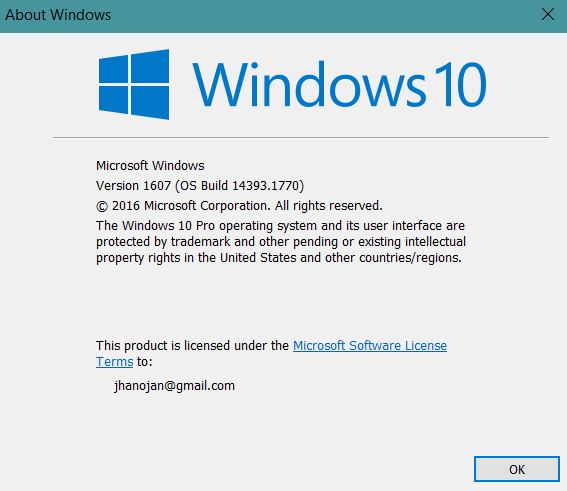 About Windows
Windows 10
Microsoft Windows
Version 1607 (OS Build 14393.1770)
© 2016 Microsoft Corporation. All rights reserved.
The Windows 10 Pro operating system and its user interface are
protected by trademark and other pending or existing intellectual
property rights in the United States and other countries/regions.
This product is licensed under the Microsoft Software License
Terms to:
jhanojan@gmail.com
OK